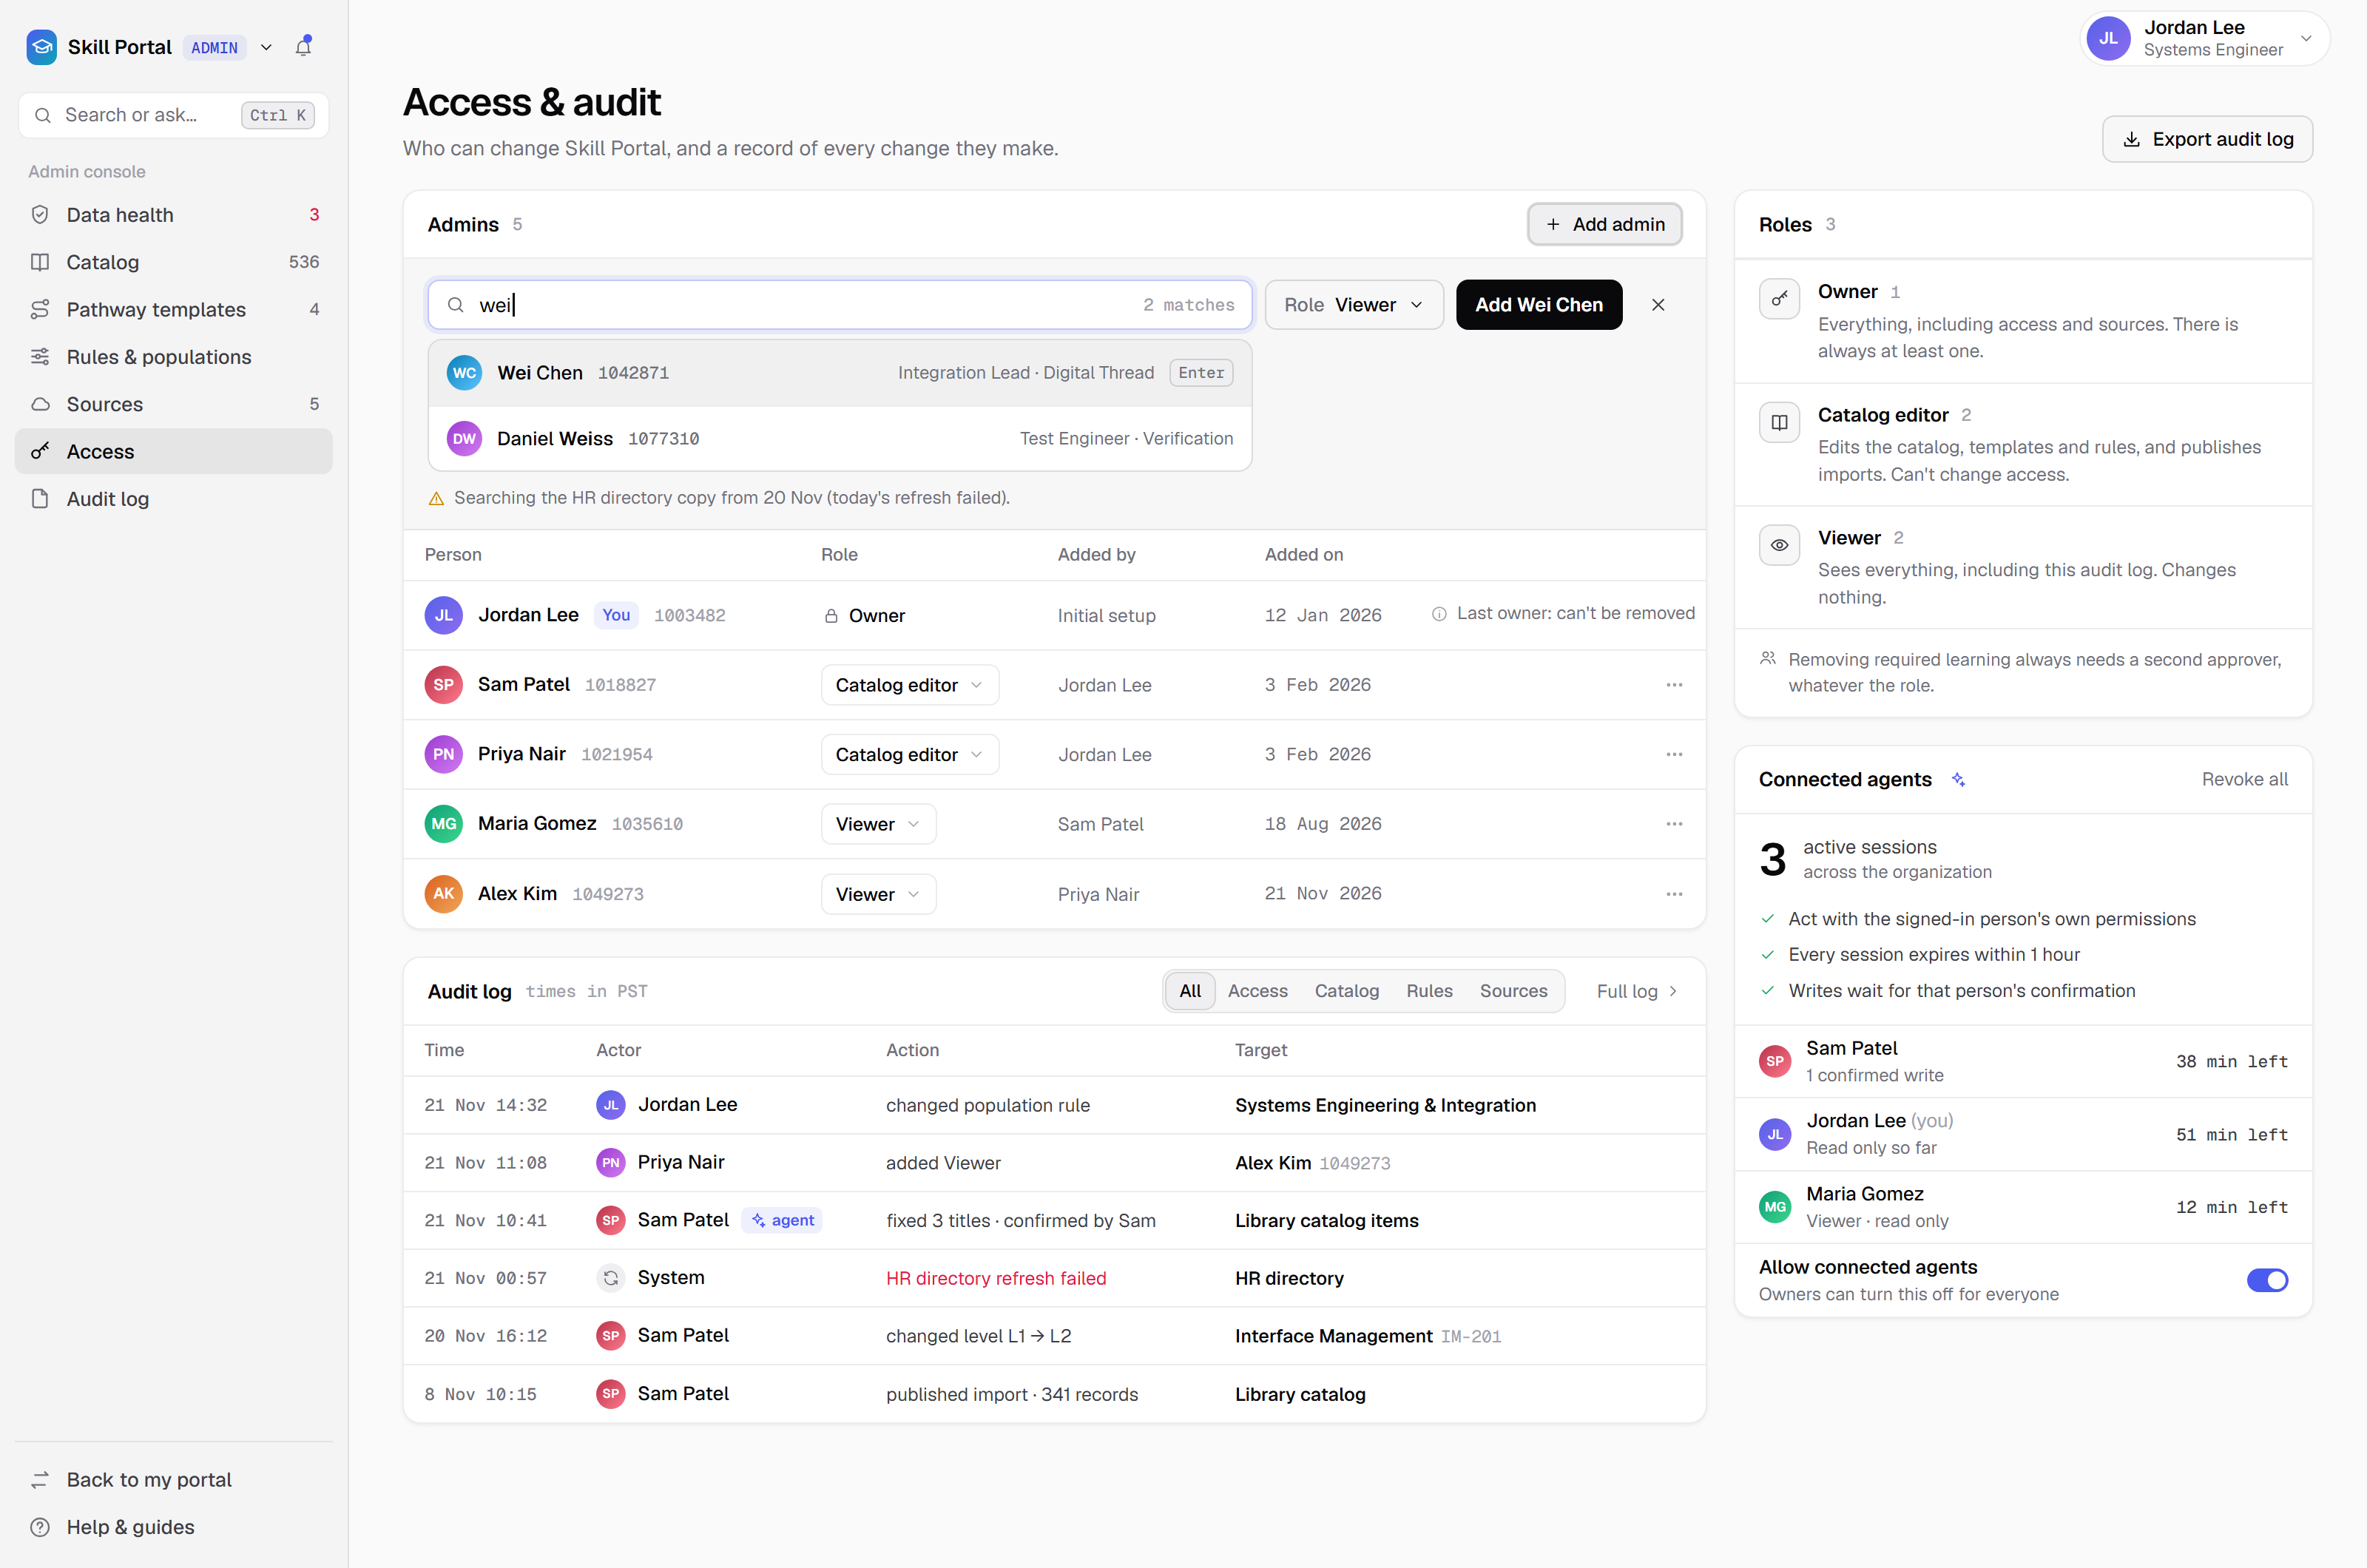 Skill Portal ADMIN
Search or ask... Ctrl K
Admin console
Data health 3
Catalog 536
Pathway templates 4
Rules & populations
Sources 5
Access
Audit log
Back to my portal
Help & guides
JL Jordan Lee
Systems Engineer
Access & audit
Who can change Skill Portal, and a record of every change they make.
Export audit log
Admins 5
Add admin
wei 2 matches
Role Viewer
Add Wei Chen
WC Wei Chen 1042871 Integration Lead · Digital Thread Enter
DW Daniel Weiss 1077310 Test Engineer · Verification
Searching the HR directory copy from 20 Nov (today's refresh failed).
Person Role Added by Added on
JL Jordan Lee You 1003482 Owner Initial setup 12 Jan 2026 Last owner: can't be removed
SP Sam Patel 1018827 Catalog editor Jordan Lee 3 Feb 2026
PN Priya Nair 1021954 Catalog editor Jordan Lee 3 Feb 2026
MG Maria Gomez 1035610 Viewer Sam Patel 18 Aug 2026
AK Alex Kim 1049273 Viewer Priya Nair 21 Nov 2026
Audit log times in PST
All Access Catalog Rules Sources Full log
Time Actor Action Target
21 Nov 14:32 JL Jordan Lee changed population rule Systems Engineering & Integration
21 Nov 11:08 PN Priya Nair added Viewer Alex Kim 1049273
21 Nov 10:41 SP Sam Patel agent fixed 3 titles · confirmed by Sam Library catalog items
21 Nov 00:57 System HR directory refresh failed HR directory
20 Nov 16:12 SP Sam Patel changed level L1 → L2 Interface Management IM-201
8 Nov 10:15 SP Sam Patel published import · 341 records Library catalog
Roles 3
Owner 1
Everything, including access and sources. There is
always at least one.
Catalog editor 2
Edits the catalog, templates and rules, and publishes
imports. Can't change access.
Viewer 2
Sees everything, including this audit log. Changes
nothing.
Removing required learning always needs a second approver,
whatever the role.
Connected agents Revoke all
3 active sessions
across the organization
Act with the signed-in person's own permissions
Every session expires within 1 hour
Writes wait for that person's confirmation
SP Sam Patel 38 min left
1 confirmed write
JL Jordan Lee (you) 51 min left
Read only so far
MG Maria Gomez 12 min left
Viewer · read only
Allow connected agents
Owners can turn this off for everyone